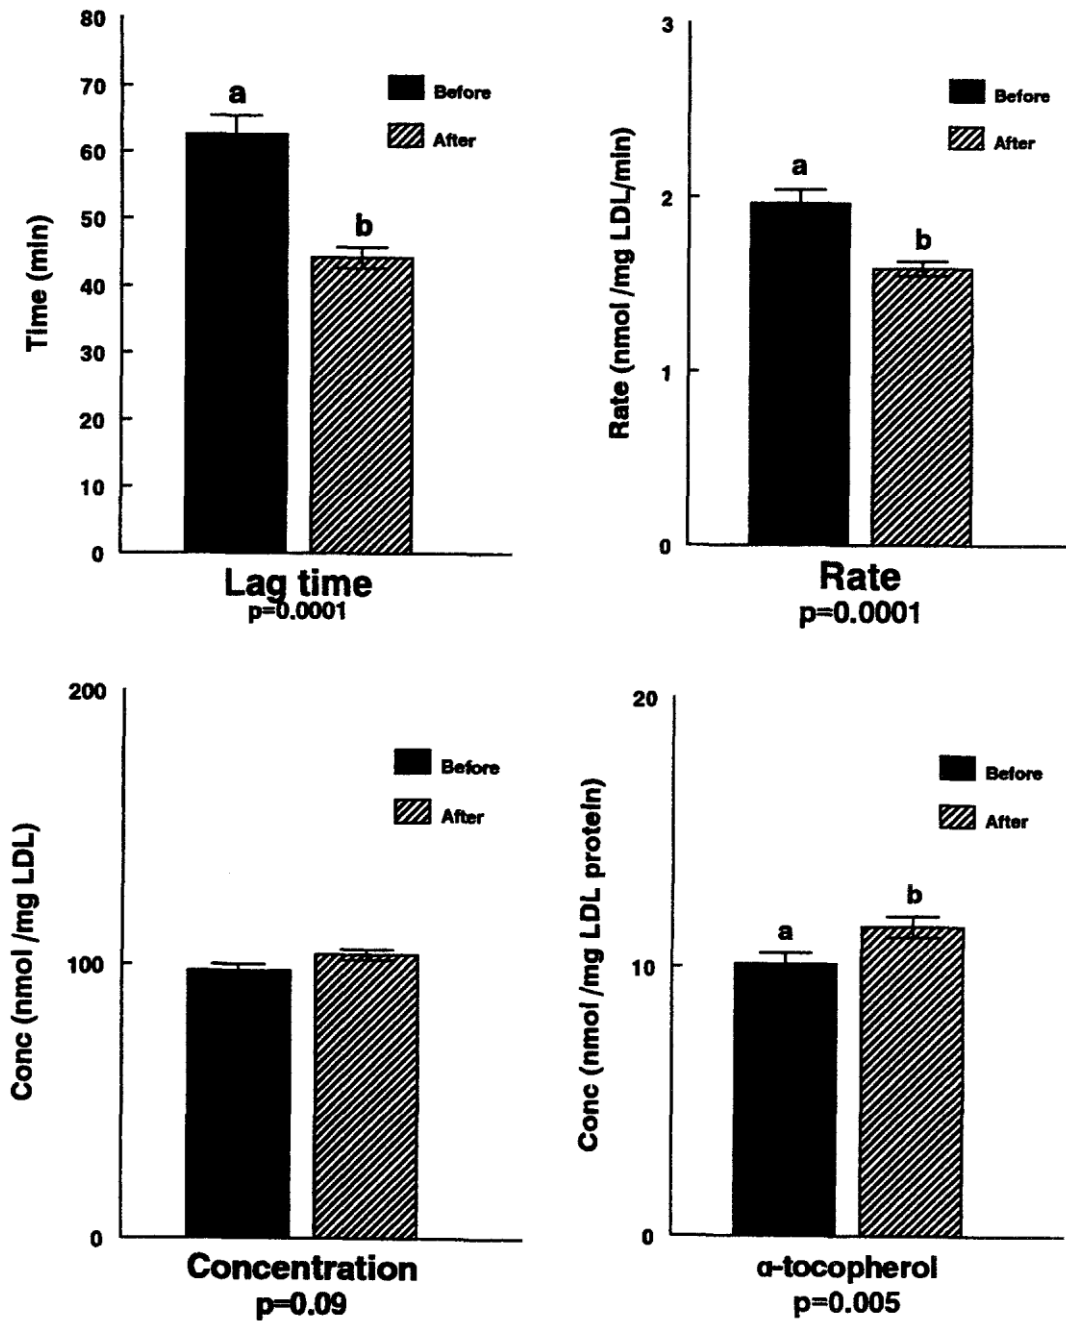 80
70
60
50
40
30
20
10
0
Time (min)
a
b
Before
After
Lag time
p=0.0001
3
2
1
0
Rate (nmol /mg LDL/min)
a
b
Before
After
Rate
p=0.0001
200
100
0
Conc (nmol /mg LDL)
Before
After
Concentration
p=0.09
20
10
0
Conc (nmol /mg LDL protein)
a
b
Before
After
α-tocopherol
p=0.005